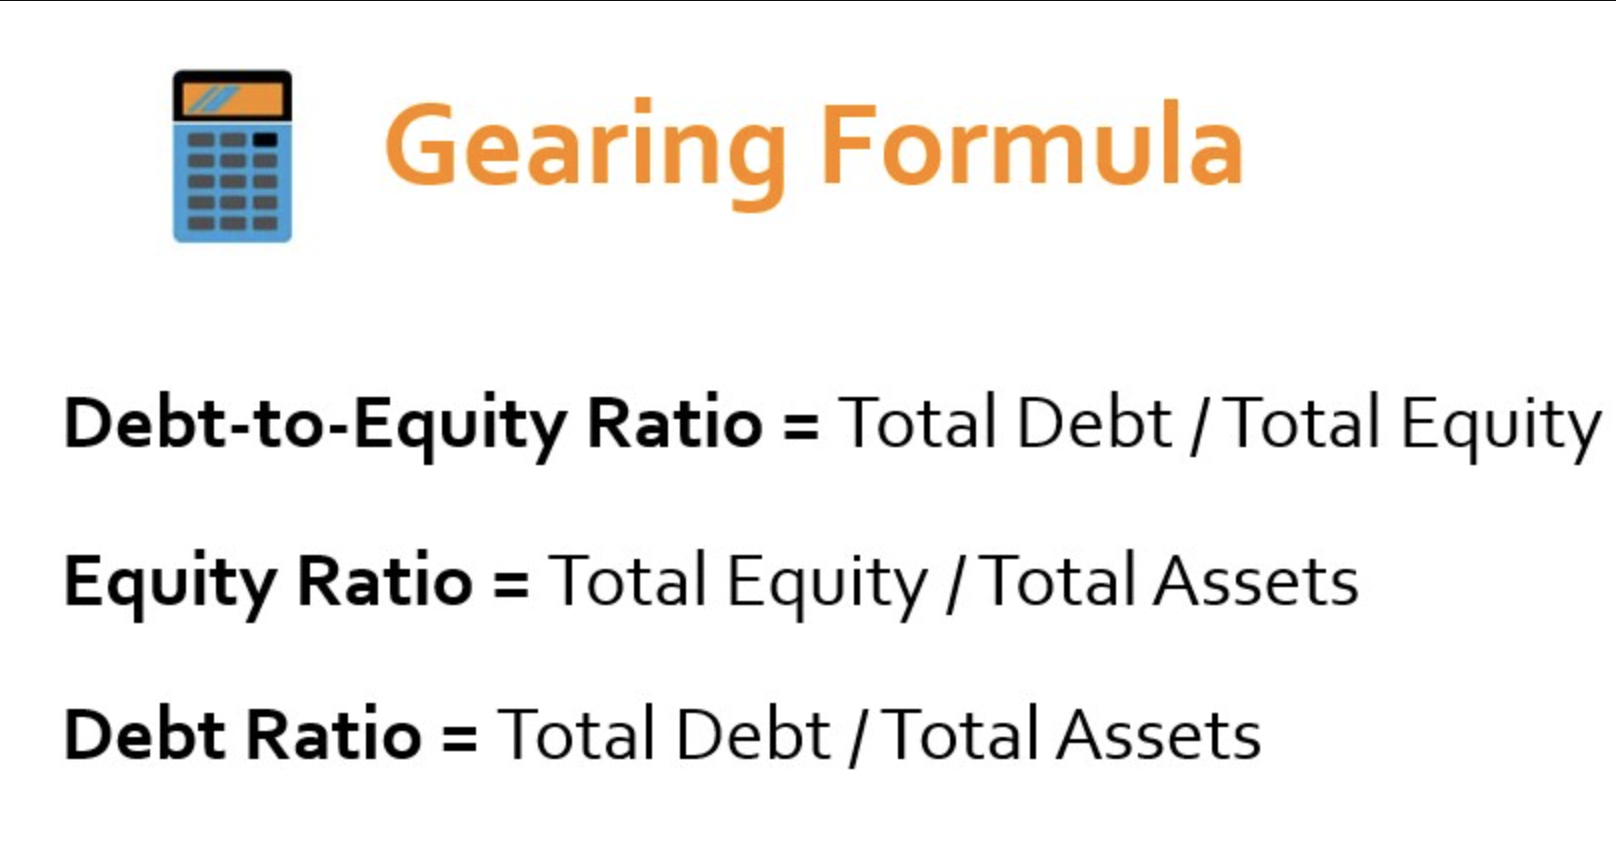 Gearing Formula
Debt-to-Equity Ratio = Total Debt / Total Equity
Equity Ratio = Total Equity / Total Assets
Debt Ratio = Total Debt / Total Assets